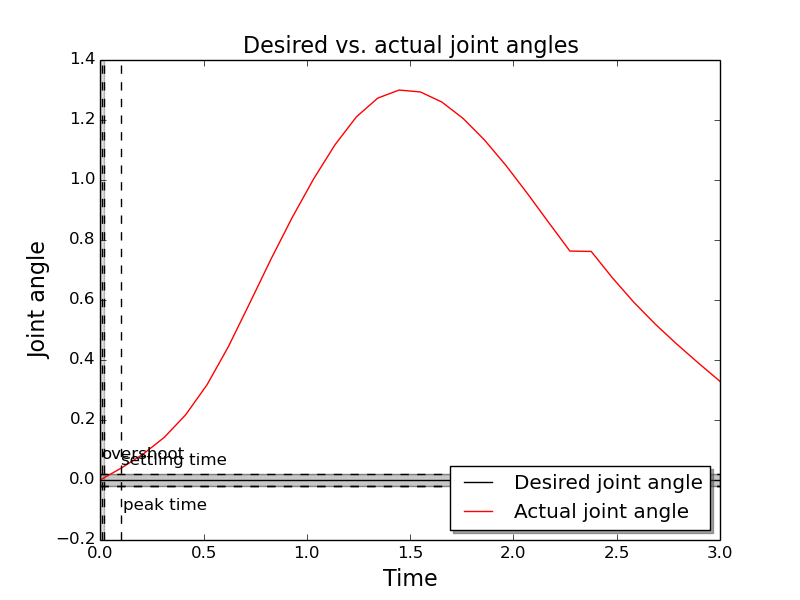 Desired vs. actual joint angles
1.4
1.2
1.0
0.8
0.6
0.4
0.2
0.0
−0.2
Joint angle
overshoot
settling time
peak time
Desired joint angle
Actual joint angle
0.0 0.5 1.0 1.5 2.0 2.5 3.0
Time